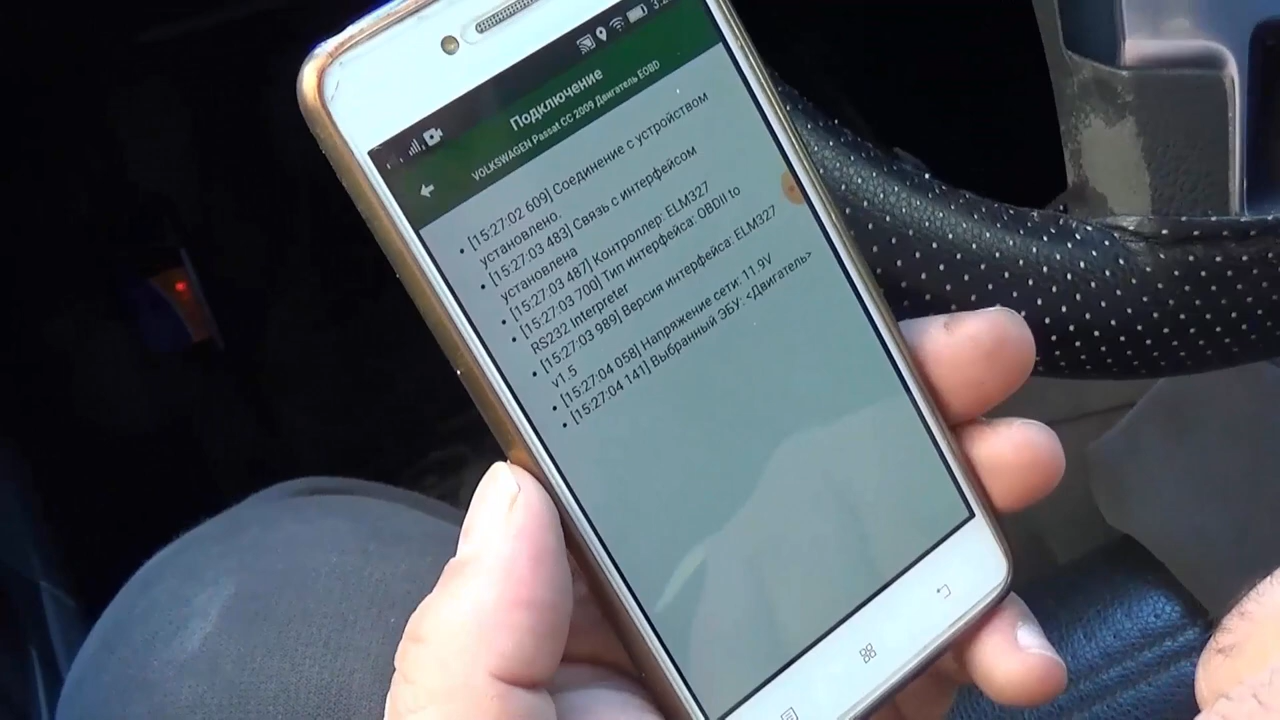 Подключение
VOLKSWAGEN Passat CC 2009 Двигатель EOBD
[15:27:02 609] Соединение с устройством
установлено.
[15:27:03 483] Связь с интерфейсом
установлена
[15:27:03 487] Контроллер: ELM327
[15:27:03 700] Тип интерфейса: OBDII to
RS232 Interpreter
[15:27:03 989] Версия интерфейса: ELM327
v1.5
[15:27:04 058] Напряжение сети: 11.9V
[15:27:04 141] Выбранный ЭБУ: <Двигатель>